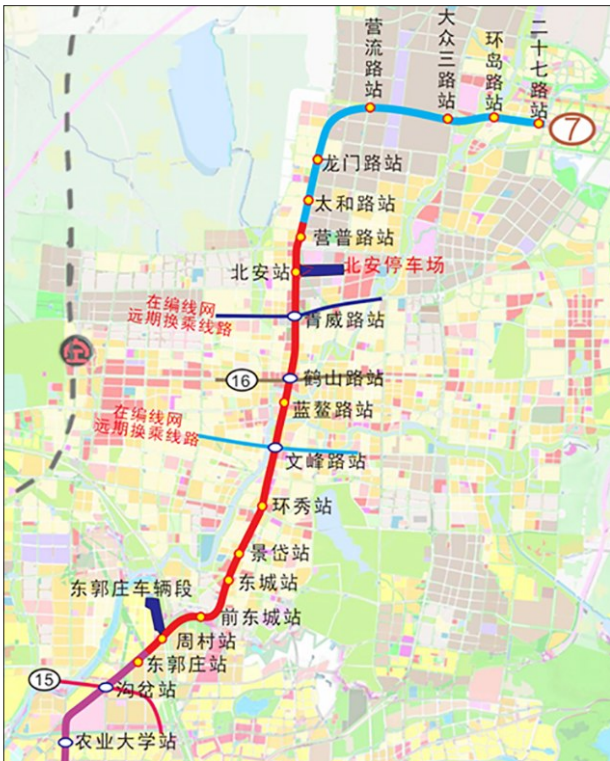 营流路站
大众三路站
环岛路站
二十七路站
7
龙门路站
太和路站
营普路站
北安站
北安停车场
在编线网
远期换乘线路
青威路站
16
鹤山路站
蓝鳌路站
在编线网
远期换乘线路
文峰路站
环秀站
景岱站
东城站
东郭庄车辆段
前东城站
周村站
东郭庄站
15
沟岔站
农业大学站